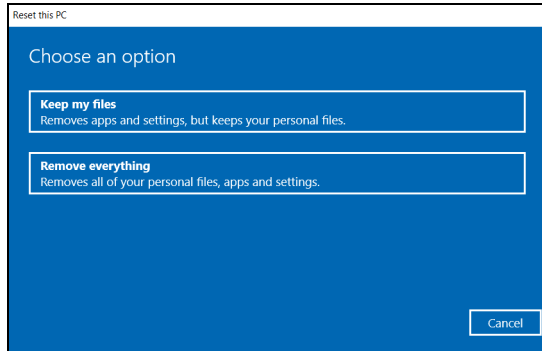 Reset this PC
Choose an option
Keep my files
Removes apps and settings, but keeps your personal files.
Remove everything
Removes all of your personal files, apps and settings.
Cancel